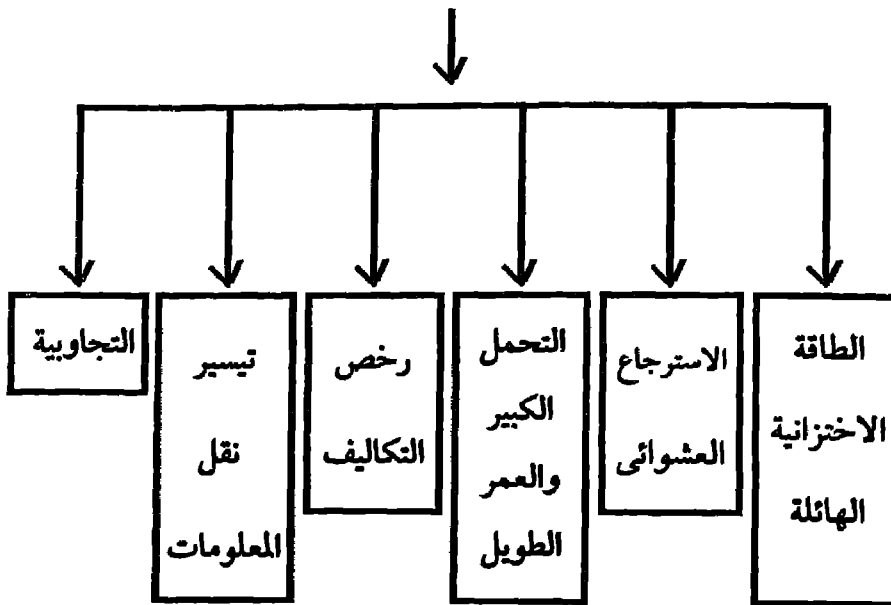 الطاقة
الاختزانية
الهائلة
الاسترجاع
العشوائى
التحمل
الكبير
والعمر
الطويل
رخص
التكاليف
تيسير
نقل
المعلومات
التجاوبية